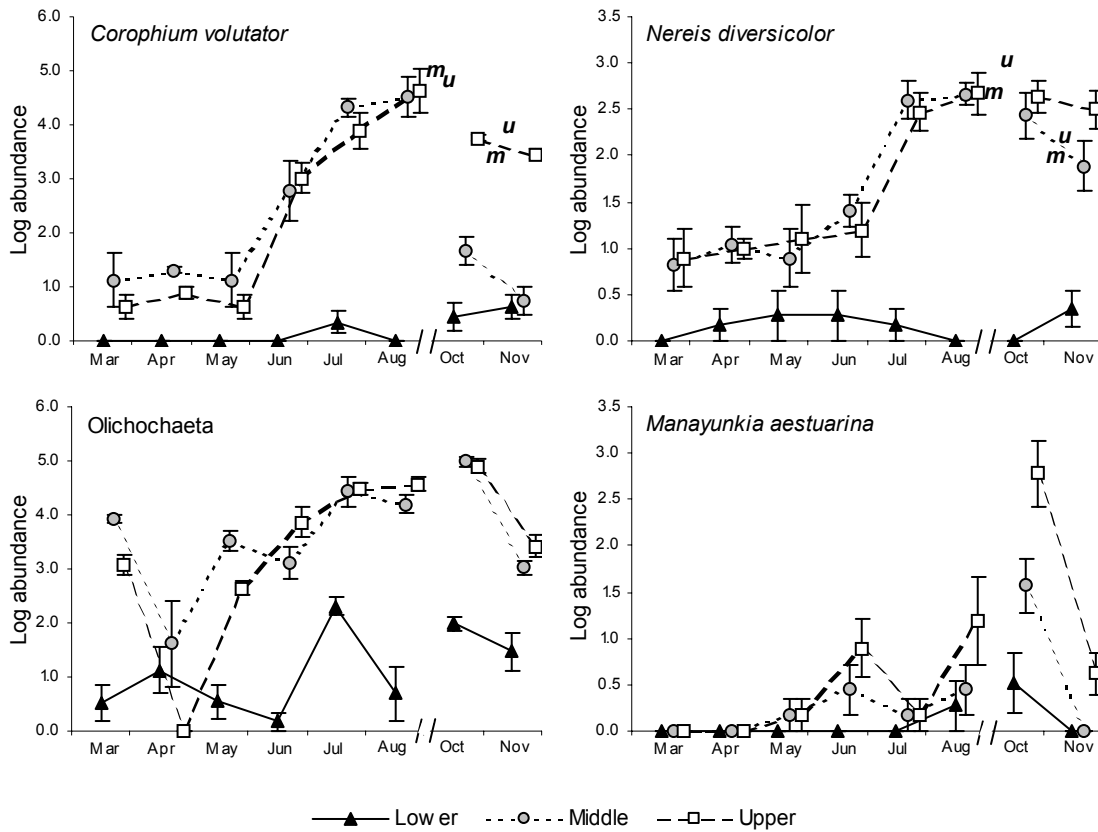 Corophium volutator
Log abundance
6.0
5.0
4.0
3.0
2.0
1.0
0.0
m u
u
m
Mar Apr May Jun Jul Aug // Oct Nov
Nereis diversicolor
Log abundance
3.5
3.0
2.5
2.0
1.5
1.0
0.5
0.0
u
m
u
m
Mar Apr May Jun Jul Aug // Oct Nov
Olichochaeta
Log abundance
6.0
5.0
4.0
3.0
2.0
1.0
0.0
Mar Apr May Jun Jul Aug // Oct Nov
Manayunkia aestuarina
Log abundance
3.5
3.0
2.5
2.0
1.5
1.0
0.5
0.0
Mar Apr May Jun Jul Aug // Oct Nov
Lower Middle Upper